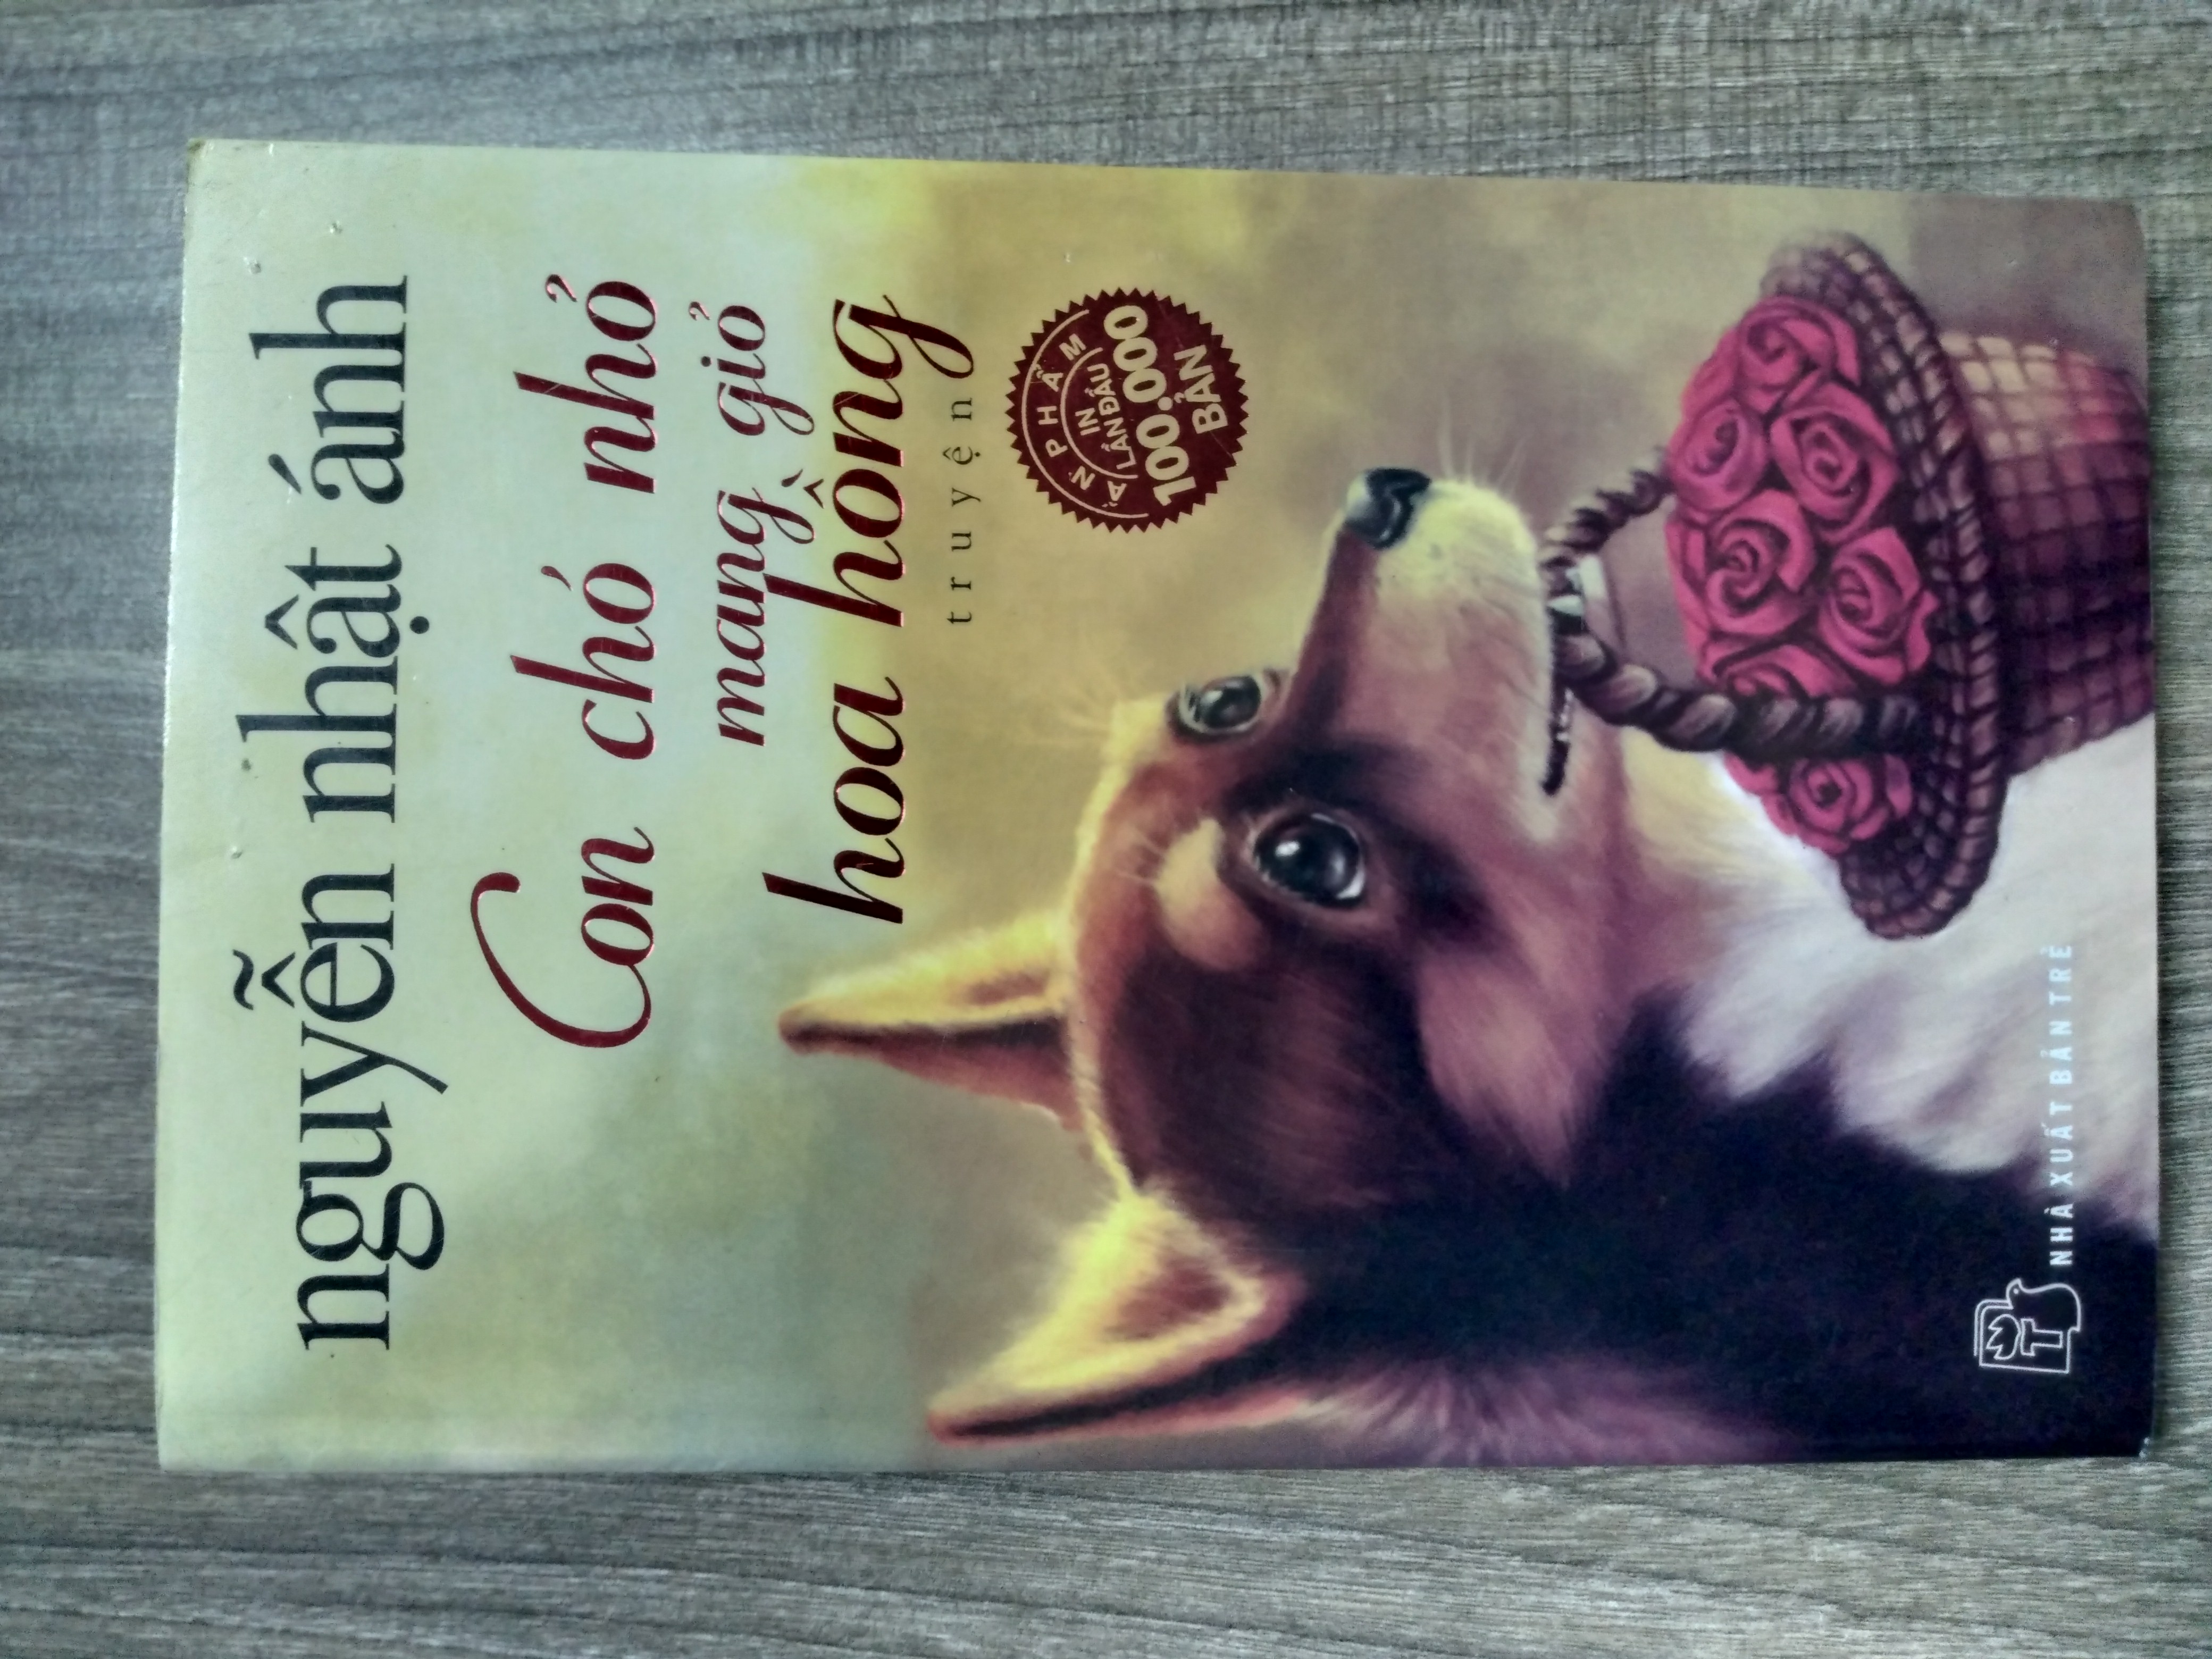 nguyễn nhật ánh
Con chó nhỏ
mang giỏ
hoa hồng
truyện
ẤN PHẨM
IN
LẦN ĐẦU
100.000
BẢN
T
NHÀ XUẤT BẢN TRẺ